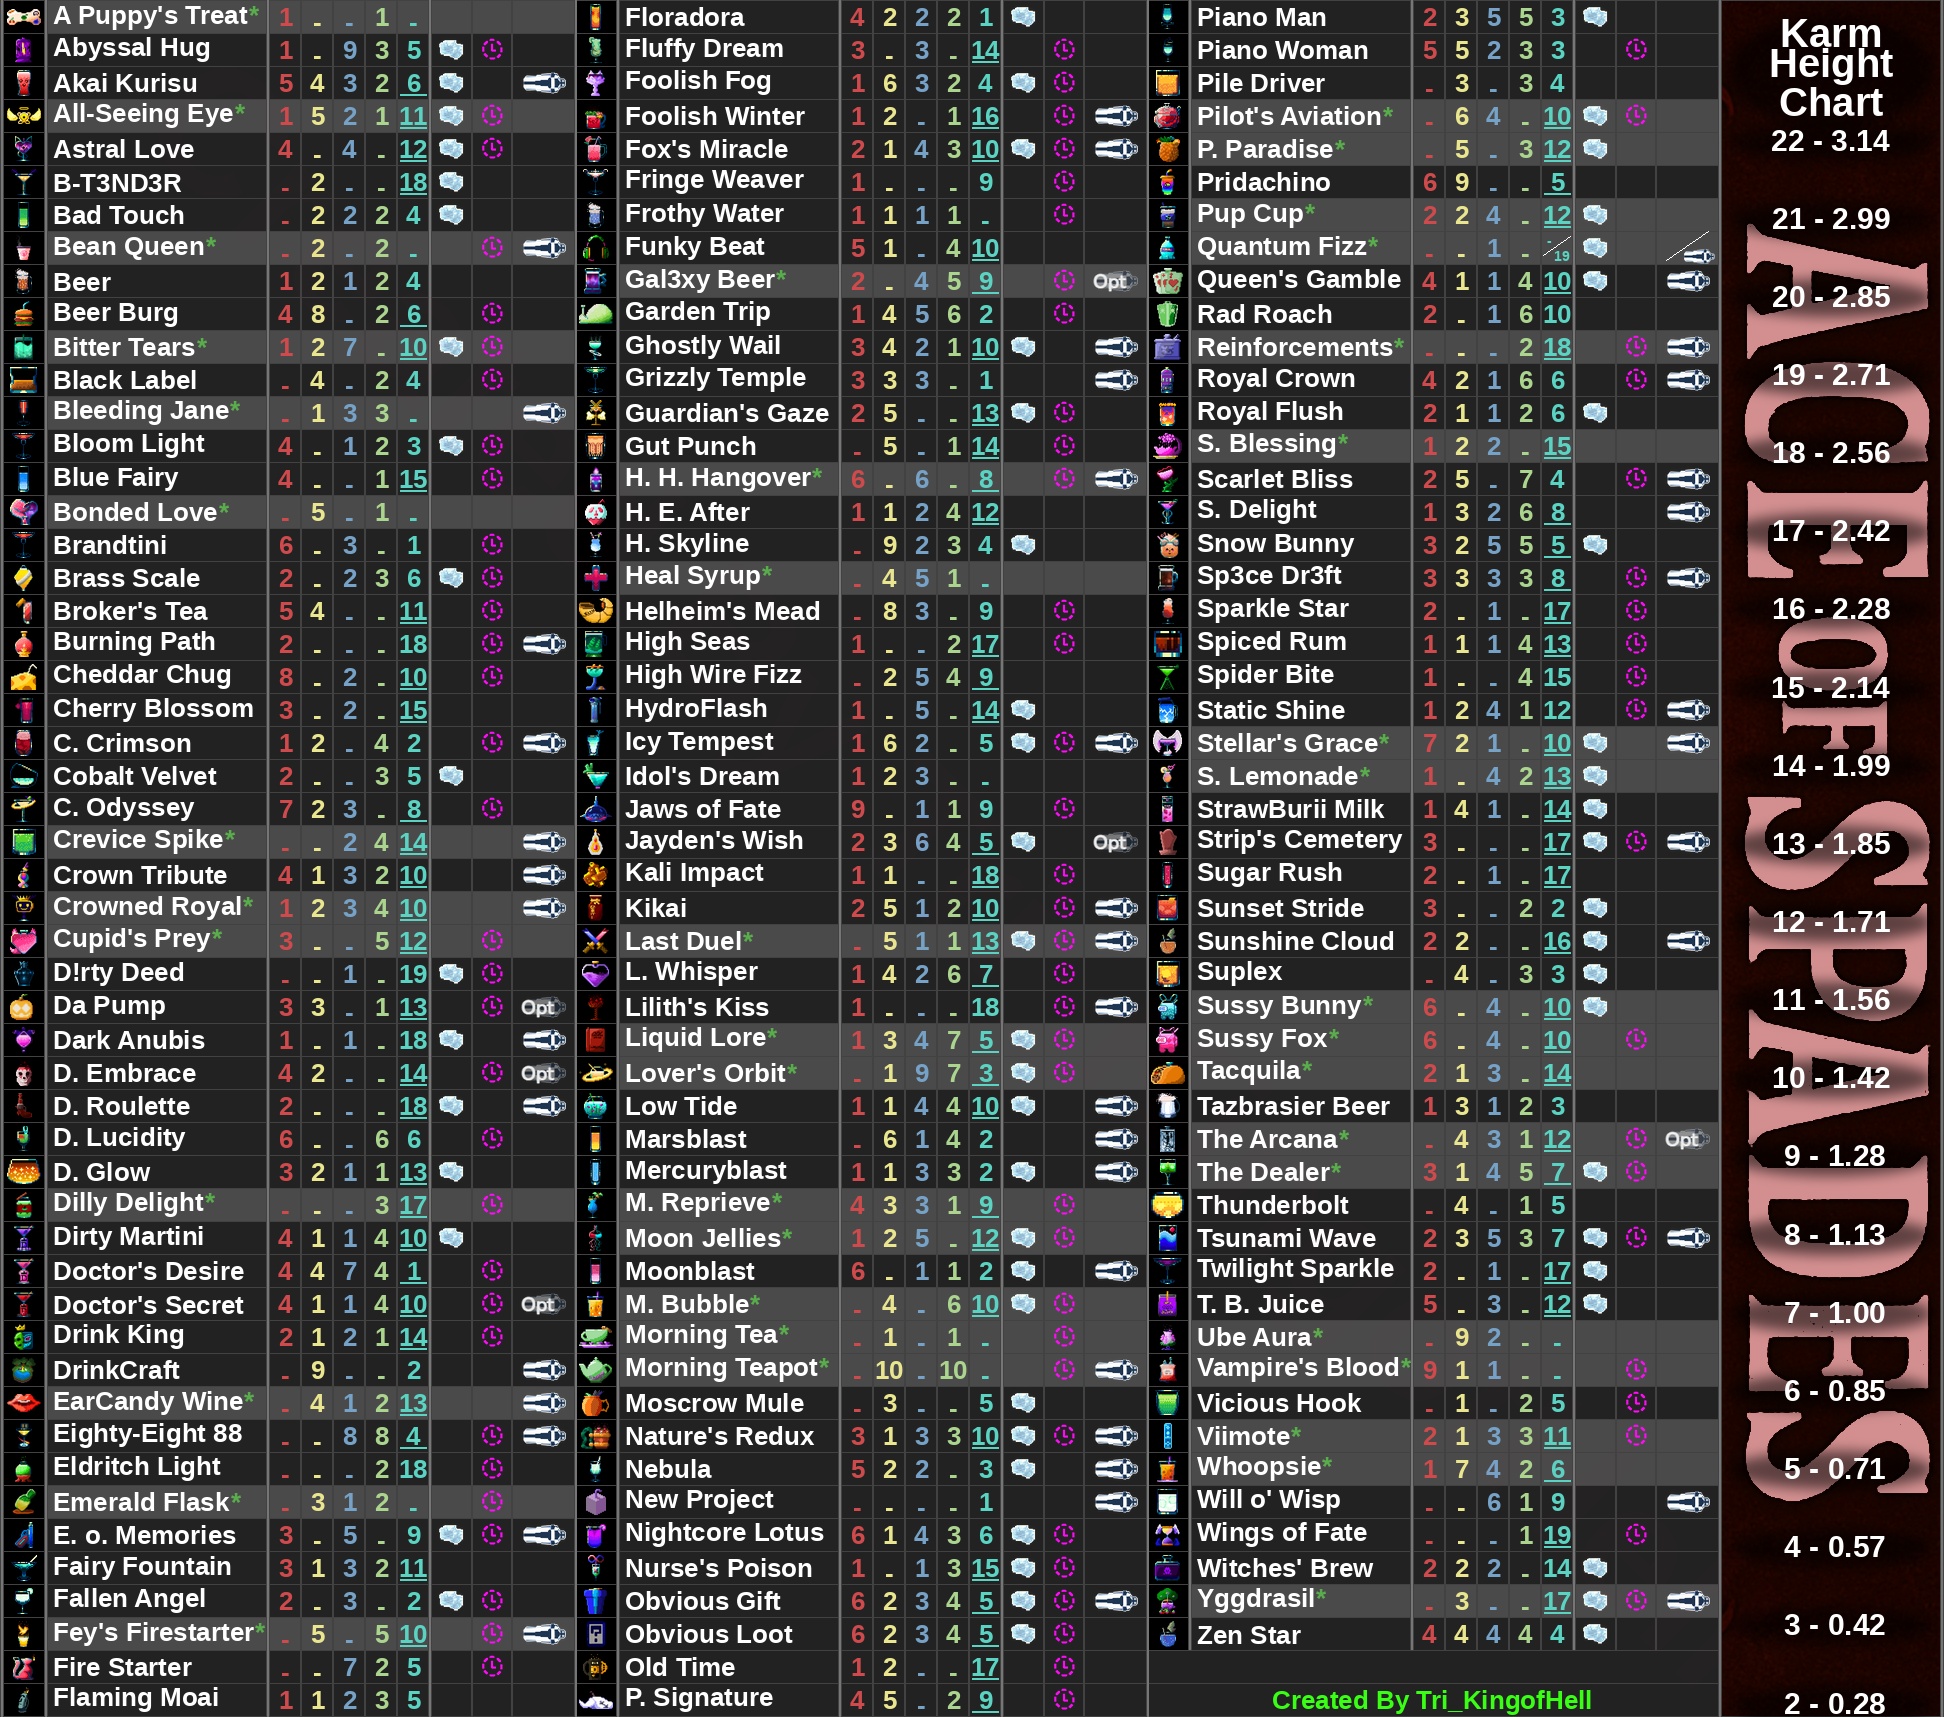 A Puppy's Treat* 1 - - 1 -
Abyssal Hug 1 - 9 3 5
Akai Kurisu 5 4 3 2 6
All-Seeing Eye* 1 5 2 1 11
Astral Love 4 - 4 - 12
B-T3ND3R - 2 - - 18
Bad Touch - 2 2 2 4
Bean Queen* - 2 - 2 -
Beer 1 2 1 2 4
Beer Burg 4 8 - 2 6
Bitter Tears* 1 2 7 - 10
Black Label - 4 - 2 4
Bleeding Jane* - 1 3 3 -
Bloom Light 4 - 1 2 3
Blue Fairy 4 - - 1 15
Bonded Love* - 5 - 1 -
Brandtini 6 - 3 - 1
Brass Scale 2 - 2 3 6
Broker's Tea 5 4 - - 11
Burning Path 2 - - - 18
Cheddar Chug 8 - 2 - 10
Cherry Blossom 3 - 2 - 15
C. Crimson 1 2 - 4 2
Cobalt Velvet 2 - - 3 5
C. Odyssey 7 2 3 - 8
Crevice Spike* - - 2 4 14
Crown Tribute 4 1 3 2 10
Crowned Royal* 1 2 3 4 10
Cupid's Prey* 3 - - 5 12
D!rty Deed - - 1 - 19
Da Pump 3 3 - 1 13 Opt
Dark Anubis 1 - 1 - 18
D. Embrace 4 2 - - 14 Opt
D. Roulette 2 - - - 18
D. Lucidity 6 - - 6 6
D. Glow 3 2 1 1 13
Dilly Delight* - - - 3 17
Dirty Martini 4 1 1 4 10
Doctor's Desire 4 4 7 4 1
Doctor's Secret 4 1 1 4 10 Opt
Drink King 2 1 2 1 14
DrinkCraft - 9 - - 2
EarCandy Wine* - 4 1 2 13
Eighty-Eight 88 - - 8 8 4
Eldritch Light - - - 2 18
Emerald Flask* - 3 1 2 -
E. o. Memories 3 - 5 - 9
Fairy Fountain 3 1 3 2 11
Fallen Angel 2 - 3 - 2
Fey's Firestarter* - 5 - 5 10
Fire Starter - - 7 2 5
Flaming Moai 1 1 2 3 5
Floradora 4 2 2 2 1
Fluffy Dream 3 - 3 - 14
Foolish Fog 1 6 3 2 4
Foolish Winter 1 2 - 1 16
Fox's Miracle 2 1 4 3 10
Fringe Weaver 1 - - - 9
Frothy Water 1 1 1 1 -
Funky Beat 5 1 - 4 10
Gal3xy Beer* 2 - 4 5 9 Opt
Garden Trip 1 4 5 6 2
Ghostly Wail 3 4 2 1 10
Grizzly Temple 3 3 3 - 1
Guardian's Gaze 2 5 - - 13
Gut Punch - 5 - 1 14
H. H. Hangover* 6 - 6 - 8
H. E. After 1 1 2 4 12
H. Skyline - 9 2 3 4
Heal Syrup* - 4 5 1 -
Helheim's Mead - 8 3 - 9
High Seas 1 - - 2 17
High Wire Fizz - 2 5 4 9
HydroFlash 1 - 5 - 14
Icy Tempest 1 6 2 - 5
Idol's Dream 1 2 3 - -
Jaws of Fate 9 - 1 1 9
Jayden's Wish 2 3 6 4 5 Opt
Kali Impact 1 1 - - 18
Kikai 2 5 1 2 10
Last Duel* - 5 1 1 13
L. Whisper 1 4 2 6 7
Lilith's Kiss 1 - - - 18
Liquid Lore* 1 3 4 7 5
Lover's Orbit* - 1 9 7 3
Low Tide 1 1 4 4 10
Marsblast - 6 1 4 2
Mercuryblast 1 1 3 3 2
M. Reprieve* 4 3 3 1 9
Moon Jellies* 1 2 5 - 12
Moonblast 6 - 1 1 2
M. Bubble* - 4 - 6 10
Morning Tea* - 1 - 1 -
Morning Teapot* - 10 - 10 -
Moscrow Mule - 3 - - 5
Nature's Redux 3 1 3 3 10
Nebula 5 2 2 - 3
New Project - - - - 1
Nightcore Lotus 6 1 4 3 6
Nurse's Poison 1 - 1 3 15
Obvious Gift 6 2 3 4 5
Obvious Loot 6 2 3 4 5
Old Time 1 2 - - 17
P. Signature 4 5 - 2 9
Piano Man 2 3 5 5 3
Piano Woman 5 5 2 3 3
Pile Driver - 3 - 3 4
Pilot's Aviation* - 6 4 - 10
P. Paradise* - 5 - 3 12
Pridachino 6 9 - - 5
Pup Cup* 2 2 4 - 12
Quantum Fizz* - - 1 - -/19
Queen's Gamble 4 1 1 4 10
Rad Roach 2 - 1 6 10
Reinforcements* - - - 2 18
Royal Crown 4 2 1 6 6
Royal Flush 2 1 1 2 6
S. Blessing* 1 2 2 - 15
Scarlet Bliss 2 5 - 7 4
S. Delight 1 3 2 6 8
Snow Bunny 3 2 5 5 5
Sp3ce Dr3ft 3 3 3 3 8
Sparkle Star 2 - 1 - 17
Spiced Rum 1 1 1 4 13
Spider Bite 1 - - 4 15
Static Shine 1 2 4 1 12
Stellar's Grace* 7 2 1 - 10
S. Lemonade* 1 - 4 2 13
StrawBurii Milk 1 4 1 - 14
Strip's Cemetery 3 - - - 17
Sugar Rush 2 - 1 - 17
Sunset Stride 3 - - 2 2
Sunshine Cloud 2 2 - - 16
Suplex - 4 - 3 3
Sussy Bunny* 6 - 4 - 10
Sussy Fox* 6 - 4 - 10
Tacquila* 2 1 3 - 14
Tazbrasier Beer 1 3 1 2 3
The Arcana* - 4 3 1 12 Opt
The Dealer* 3 1 4 5 7
Thunderbolt - 4 - 1 5
Tsunami Wave 2 3 5 3 7
Twilight Sparkle 2 - 1 - 17
T. B. Juice 5 - 3 - 12
Ube Aura* - 9 2 - -
Vampire's Blood* 9 1 1 - -
Vicious Hook - 1 - 2 5
Viimote* 2 1 3 3 11
Whoopsie* 1 7 4 2 6
Will o' Wisp - - 6 1 9
Wings of Fate - - - 1 19
Witches' Brew 2 2 2 - 14
Yggdrasil* - 3 - - 17
Zen Star 4 4 4 4 4
Created By Tri_KingofHell
Karm
Height
Chart
22 - 3.14
21 - 2.99
20 - 2.85
19 - 2.71
18 - 2.56
17 - 2.42
16 - 2.28
15 - 2.14
14 - 1.99
13 - 1.85
12 - 1.71
11 - 1.56
10 - 1.42
9 - 1.28
8 - 1.13
7 - 1.00
6 - 0.85
5 - 0.71
4 - 0.57
3 - 0.42
2 - 0.28
ACE OF SPADES